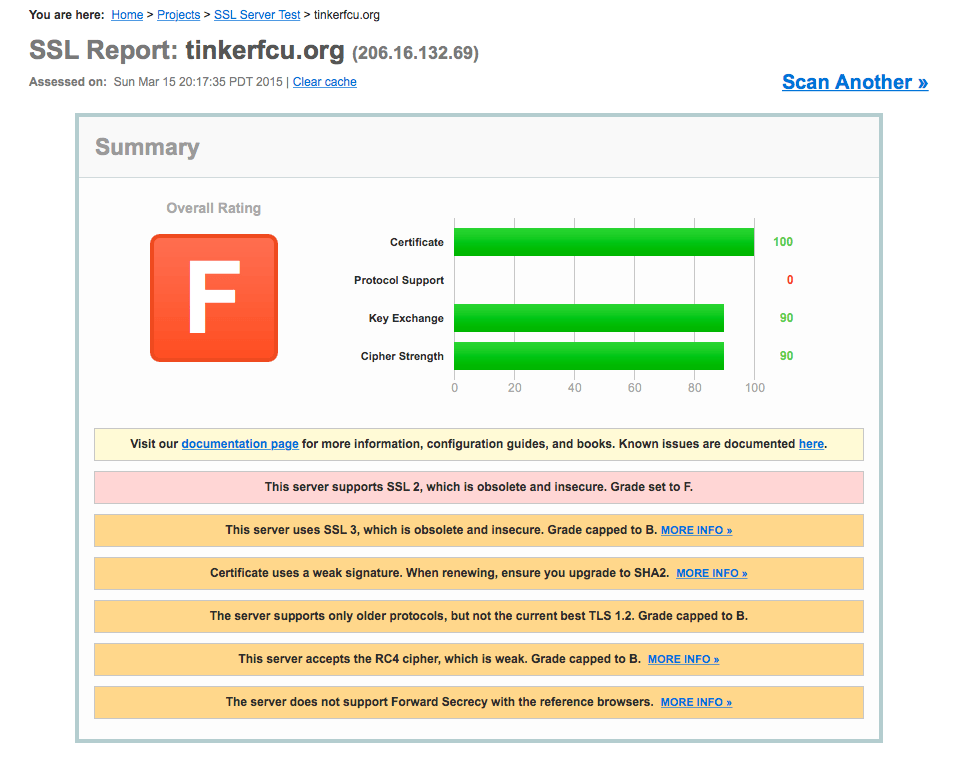 You are here: Home > Projects > SSL Server Test > tinkerfcu.org
SSL Report: tinkerfcu.org (206.16.132.69)
Assessed on: Sun Mar 15 20:17:35 PDT 2015 | Clear cache
Scan Another »
Summary
Overall Rating
F
Certificate 100
Protocol Support 0
Key Exchange 90
Cipher Strength 90
0 20 40 60 80 100
Visit our documentation page for more information, configuration guides, and books. Known issues are documented here.
This server supports SSL 2, which is obsolete and insecure. Grade set to F.
This server uses SSL 3, which is obsolete and insecure. Grade capped to B. MORE INFO »
Certificate uses a weak signature. When renewing, ensure you upgrade to SHA2. MORE INFO »
The server supports only older protocols, but not the current best TLS 1.2. Grade capped to B.
This server accepts the RC4 cipher, which is weak. Grade capped to B. MORE INFO »
The server does not support Forward Secrecy with the reference browsers. MORE INFO »